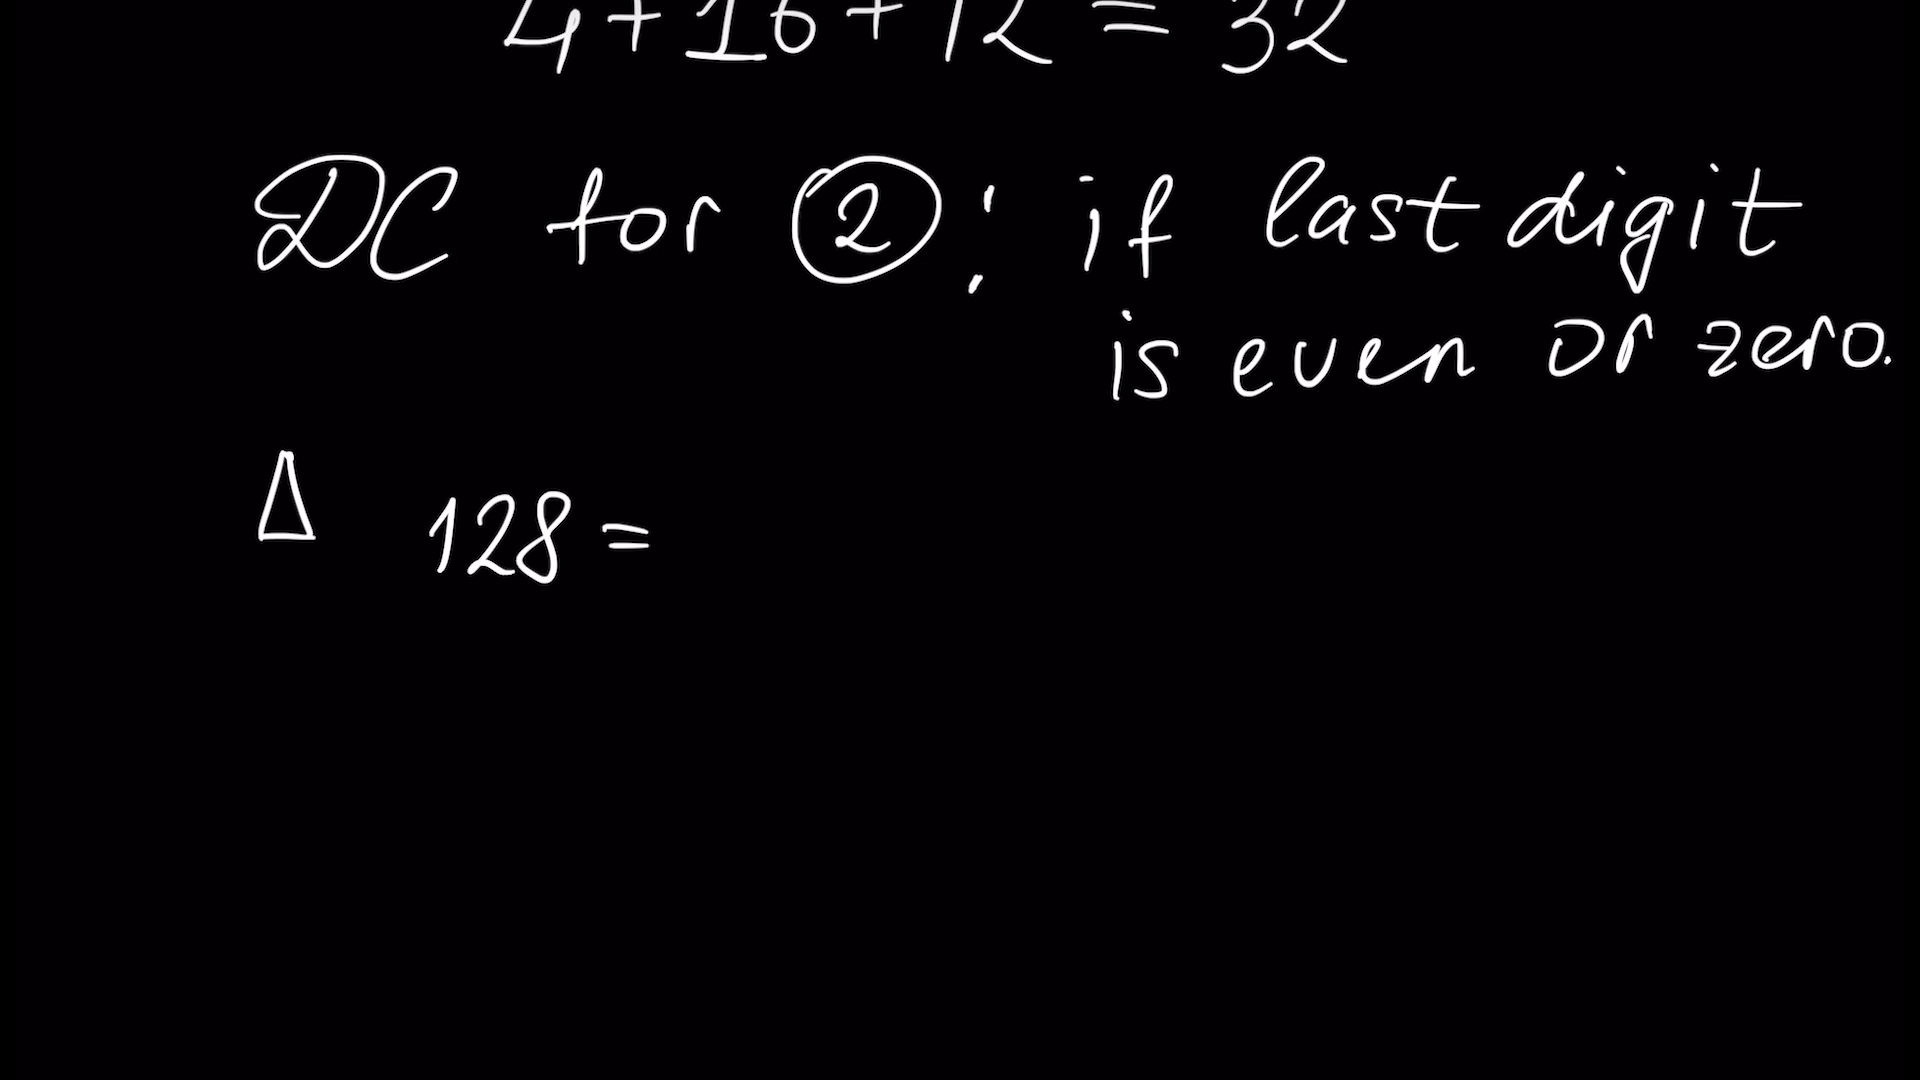 4+16+12=32
DC for ②: if last digit
is even or zero.
Δ 128=